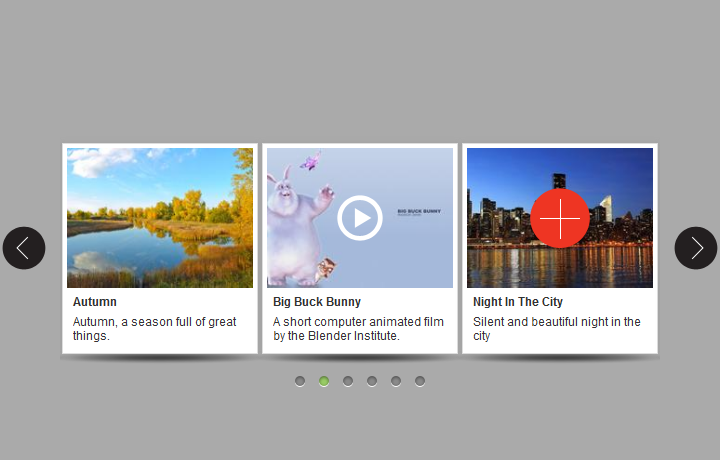 BIG BUCK BUNNY
Autumn
Autumn, a season full of great
things.
Big Buck Bunny
A short computer animated film
by the Blender Institute.
Night In The City
Silent and beautiful night in the
city